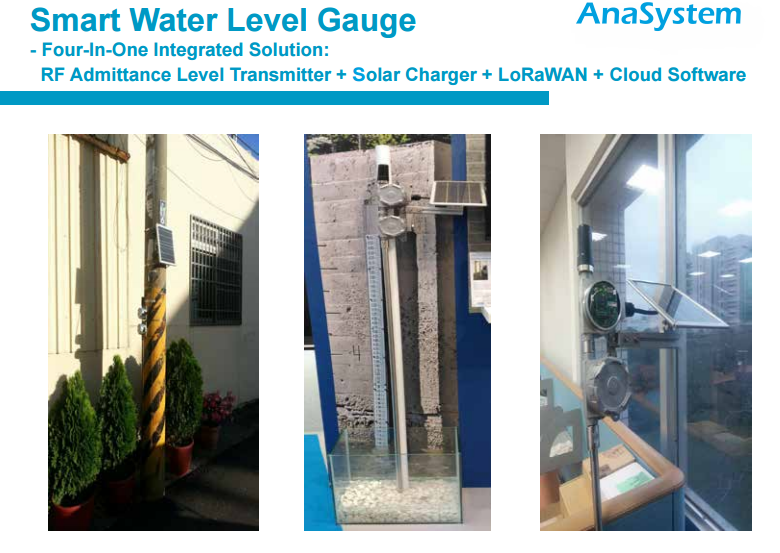 Smart Water Level Gauge
AnaSystem
- Four-In-One Integrated Solution:
RF Admittance Level Transmitter + Solar Charger + LoRaWAN + Cloud Software